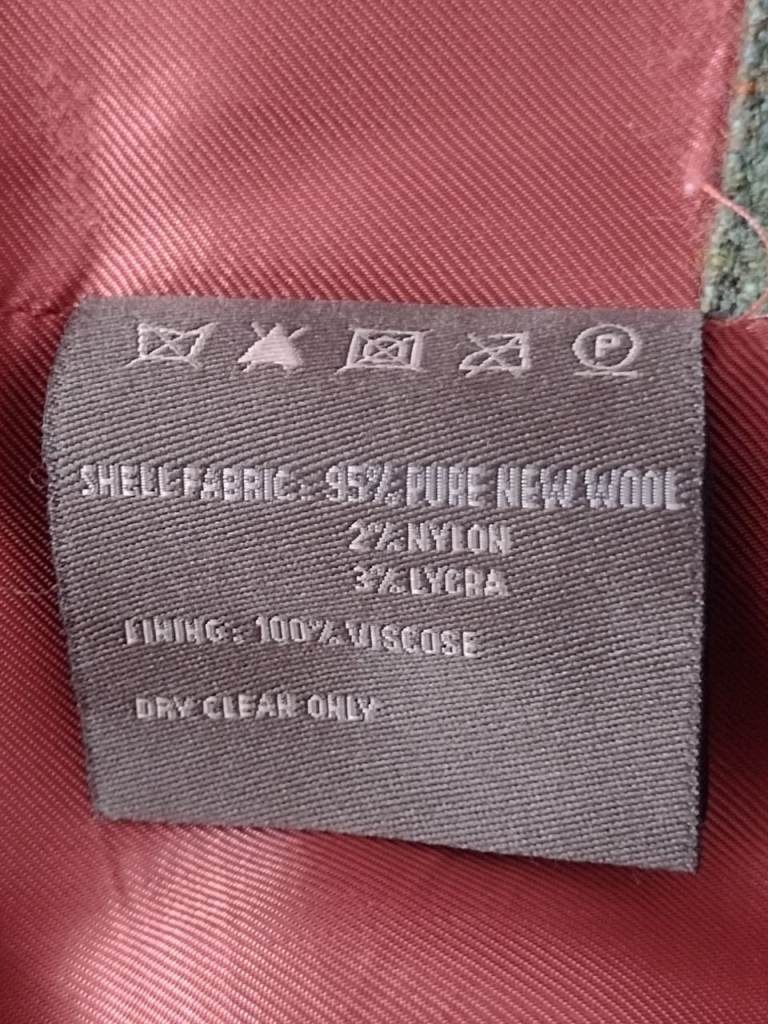 P
SHELL FABRIC: 95% PURE NEW WOOL
2% NYLON
3% LYCRA
LINING: 100% VISCOSE
DRY CLEAN ONLY